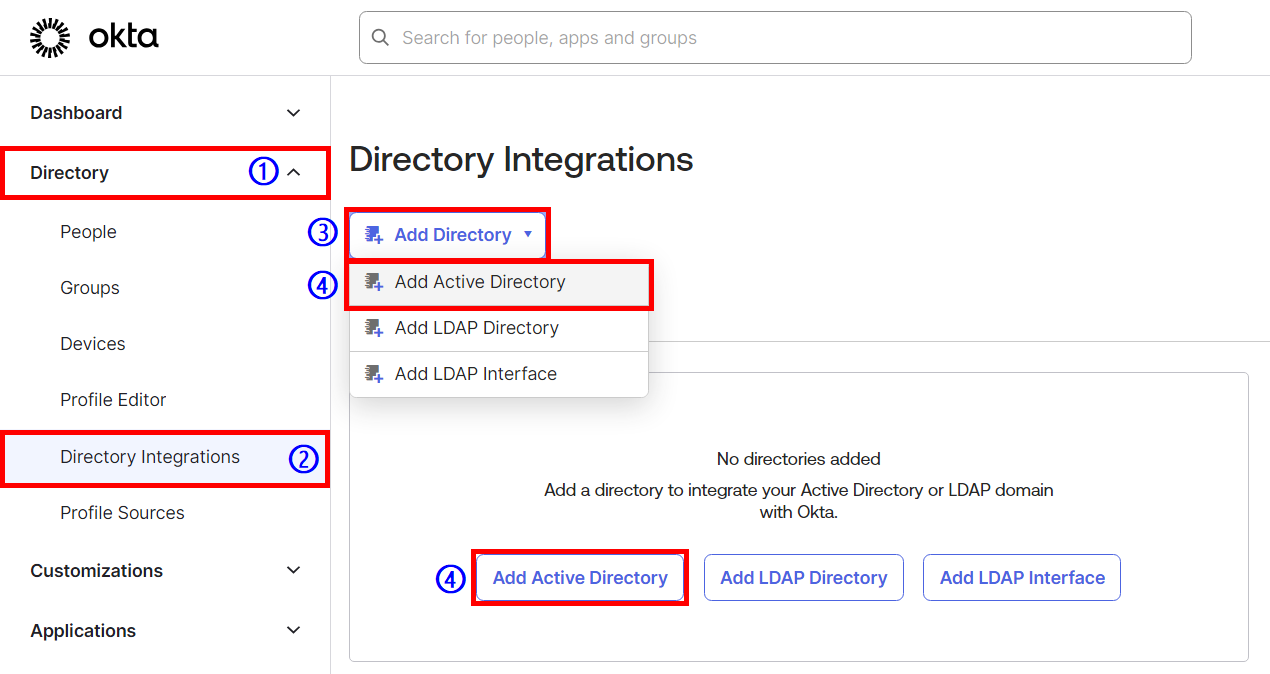 okta
Search for people, apps and groups
Dashboard
Directory ①
People
Groups
Devices
Profile Editor
Directory Integrations ②
Profile Sources
Customizations
Applications
Directory Integrations
③ Add Directory
④ Add Active Directory
Add LDAP Directory
Add LDAP Interface
No directories added
Add a directory to integrate your Active Directory or LDAP domain
with Okta.
④ Add Active Directory Add LDAP Directory Add LDAP Interface